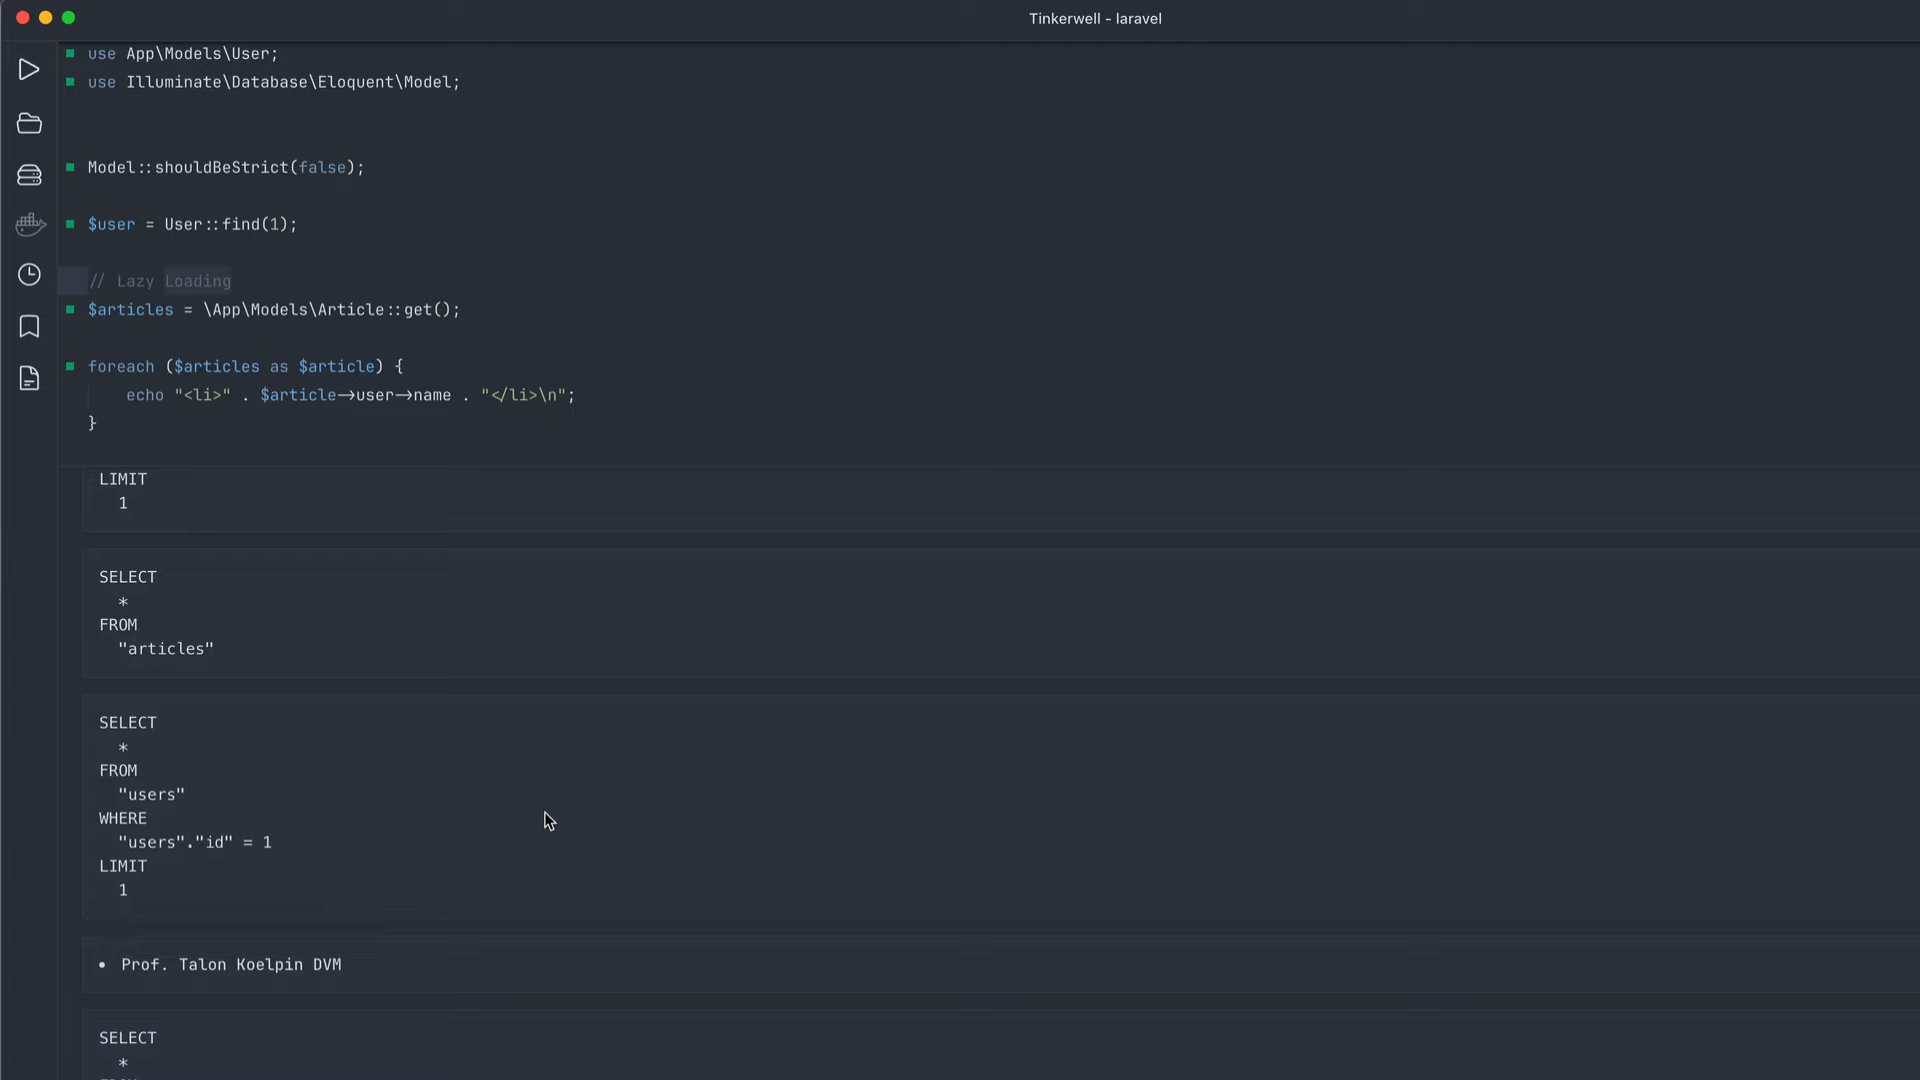 Tinkerwell - laravel
use App\Models\User;
use Illuminate\Database\Eloquent\Model;
Model::shouldBeStrict(false);
$user = User::find(1);
// Lazy Loading
$articles = \App\Models\Article::get();
foreach ($articles as $article) {
echo "<li>" . $article->user->name . "</li>\n";
}
LIMIT
1
SELECT
*
FROM
"articles"
SELECT
*
FROM
"users"
WHERE
"users"."id" = 1
LIMIT
1
• Prof. Talon Koelpin DVM
SELECT
*